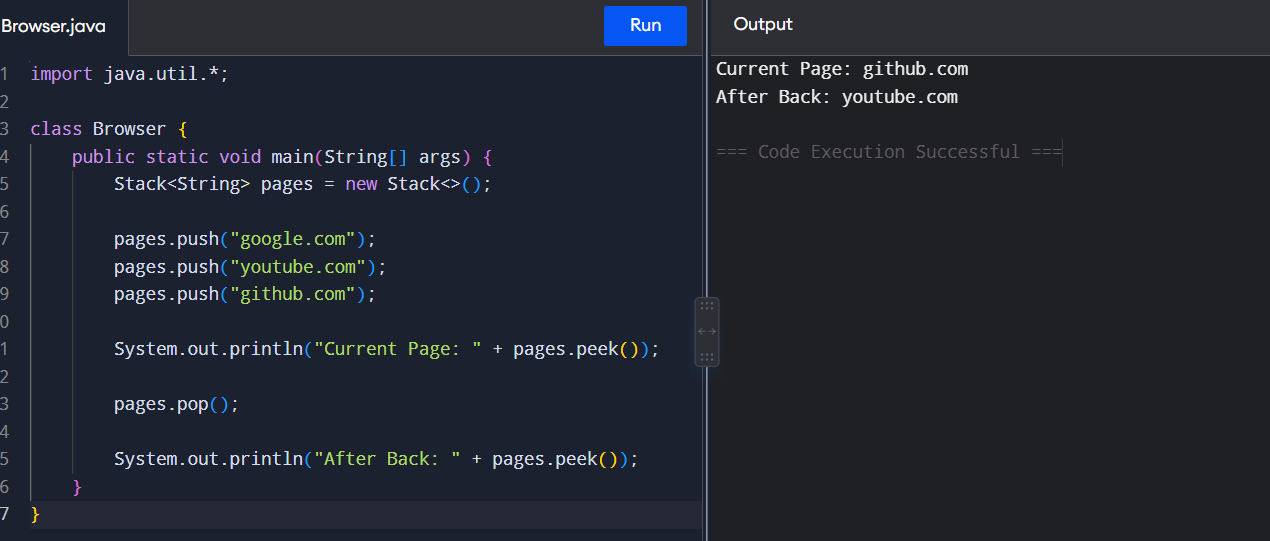 Browser.java
Run
1 import java.util.*;
2
3 class Browser {
4 public static void main(String[] args) {
5 Stack<String> pages = new Stack<>();
6
7 pages.push("google.com");
8 pages.push("youtube.com");
9 pages.push("github.com");
0
1 System.out.println("Current Page: " + pages.peek());
2
3 pages.pop();
4
5 System.out.println("After Back: " + pages.peek());
6 }
7 }
Output
Current Page: github.com
After Back: youtube.com
=== Code Execution Successful ===